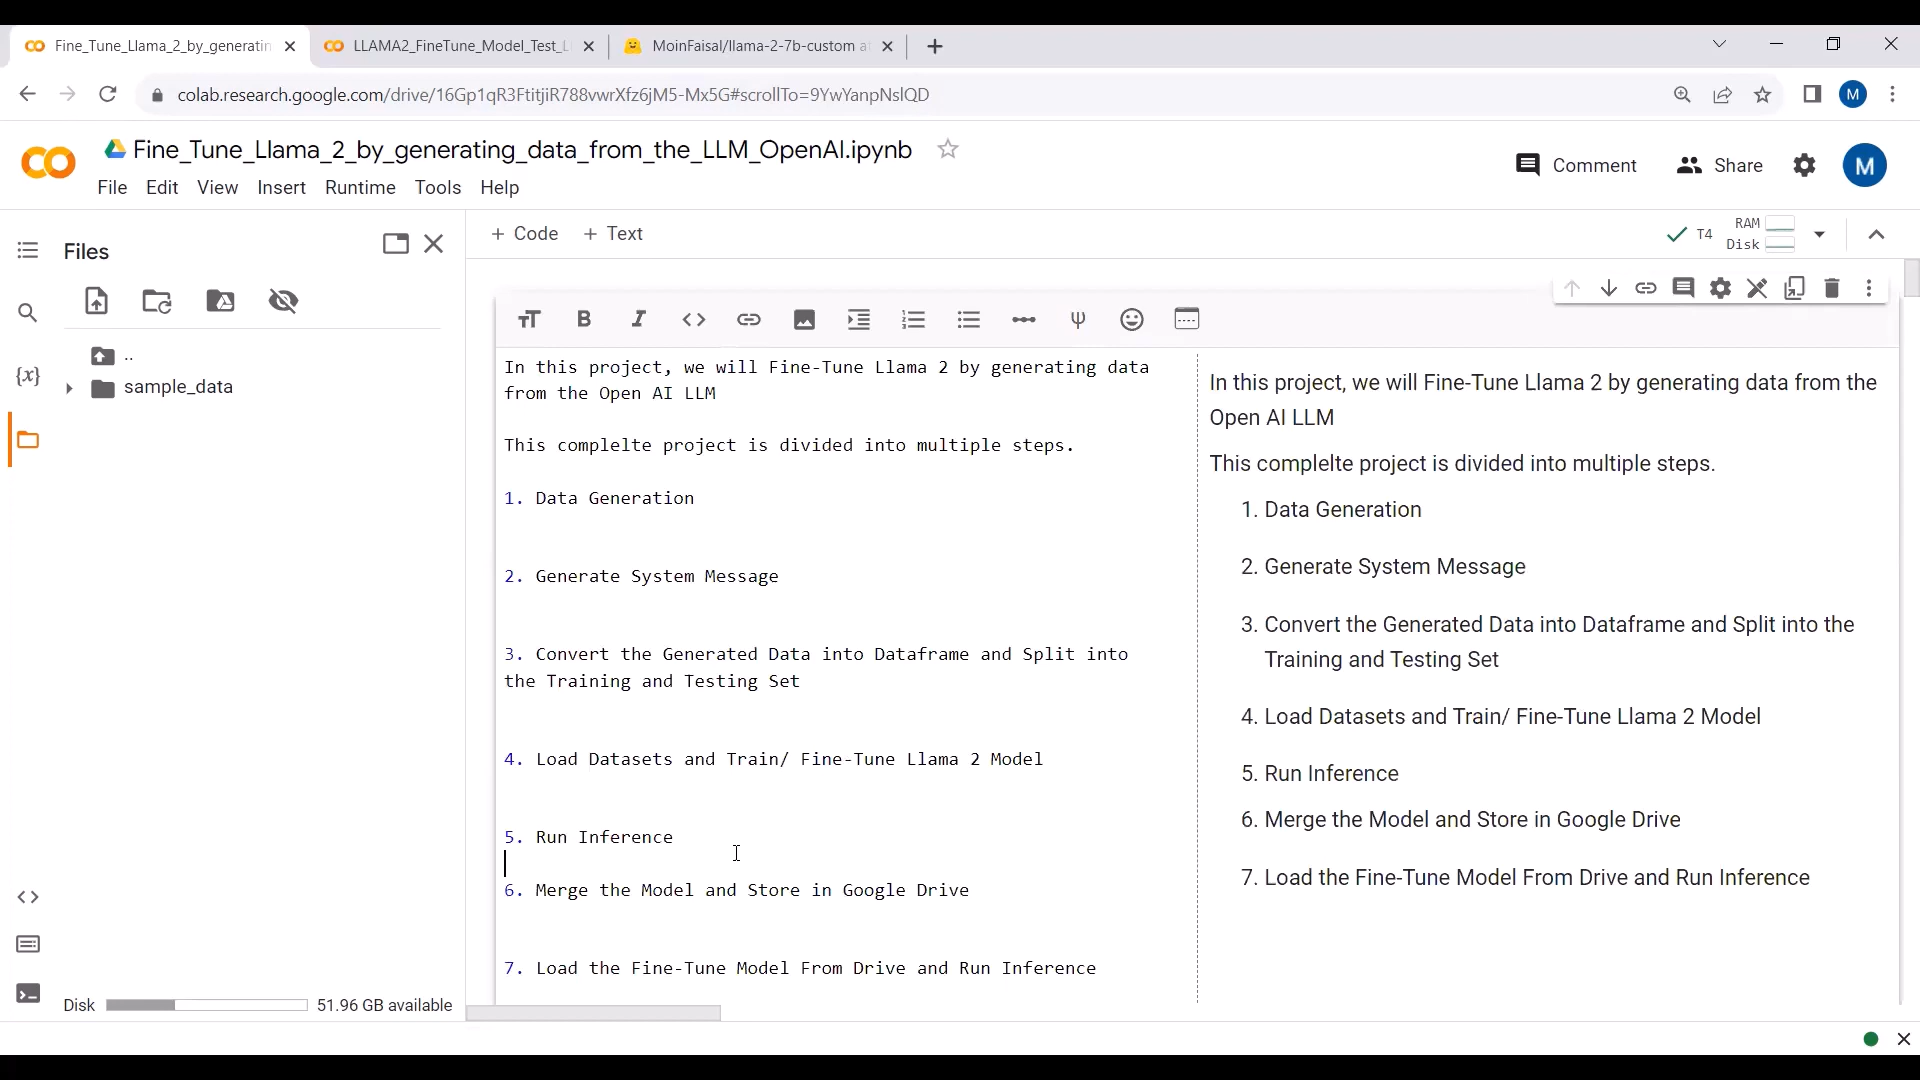 Fine_Tune_Llama_2_by_generatin
LLAMA2_FineTune_Model_Test_L
MoinFaisal/llama-2-7b-custom a
colab.research.google.com/drive/16Gp1qR3FtitjiR788vwrXfz6jM5-Mx5G#scrollTo=9YwYanpNslQD
M
Fine_Tune_Llama_2_by_generating_data_from_the_LLM_OpenAI.ipynb
Comment
Share
M
File Edit View Insert Runtime Tools Help
Files
+ Code + Text
T4
RAM
Disk
..
sample_data
{x}
In this project, we will Fine-Tune Llama 2 by generating data
from the Open AI LLM
This complelte project is divided into multiple steps.
1. Data Generation
2. Generate System Message
3. Convert the Generated Data into Dataframe and Split into
the Training and Testing Set
4. Load Datasets and Train/ Fine-Tune Llama 2 Model
5. Run Inference
6. Merge the Model and Store in Google Drive
7. Load the Fine-Tune Model From Drive and Run Inference
In this project, we will Fine-Tune Llama 2 by generating data from the
Open AI LLM
This complelte project is divided into multiple steps.
1. Data Generation
2. Generate System Message
3. Convert the Generated Data into Dataframe and Split into the
Training and Testing Set
4. Load Datasets and Train/ Fine-Tune Llama 2 Model
5. Run Inference
6. Merge the Model and Store in Google Drive
7. Load the Fine-Tune Model From Drive and Run Inference
Disk
51.96 GB available